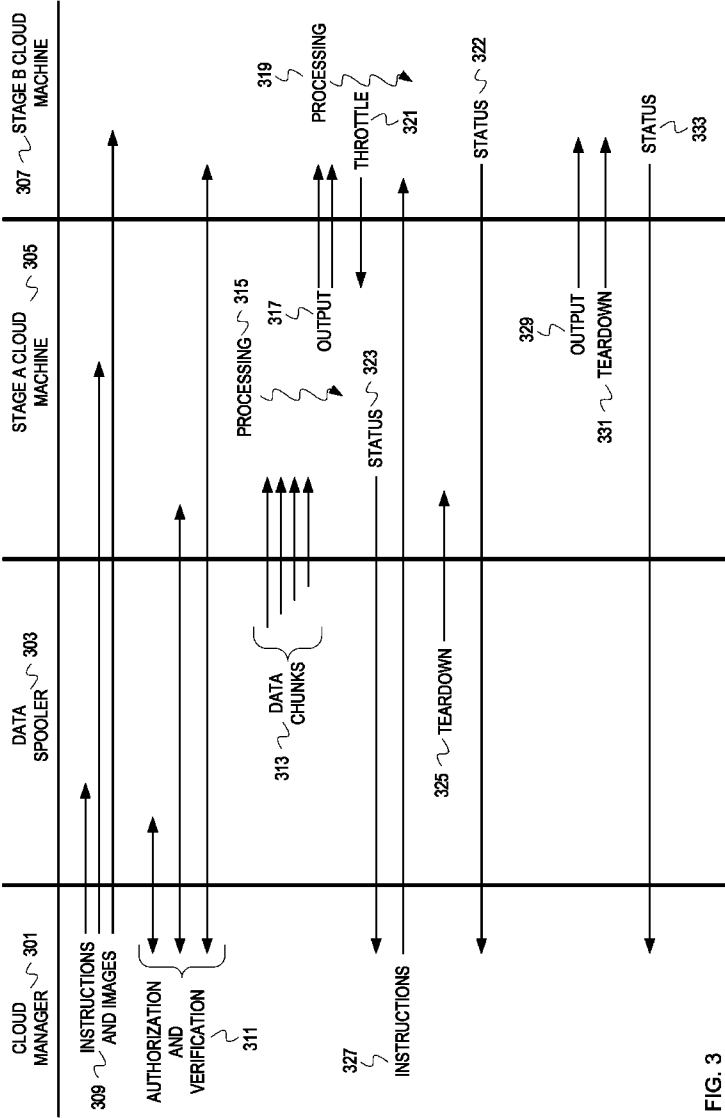 CLOUD
MANAGER 301
DATA
SPOOLER 303
STAGE A CLOUD
MACHINE 305
307 STAGE B CLOUD
MACHINE
309 INSTRUCTIONS
AND IMAGES
AUTHORIZATION
AND
VERIFICATION
311
313 DATA
CHUNKS
PROCESSING 315
317
OUTPUT
319
PROCESSING
THROTTLE
321
STATUS 323
327
INSTRUCTIONS
325 TEARDOWN
STATUS 322
329
OUTPUT
331 TEARDOWN
STATUS
333
FIG. 3